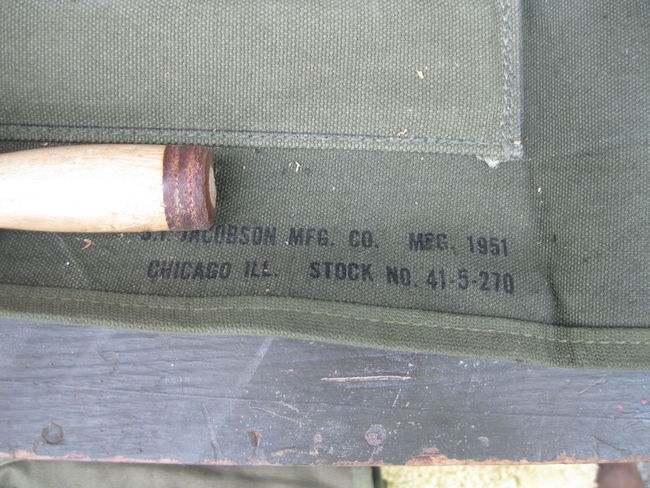 JACOBSON MFG. CO. MFG. 1951
CHICAGO ILL. STOCK NO. 41-5-270